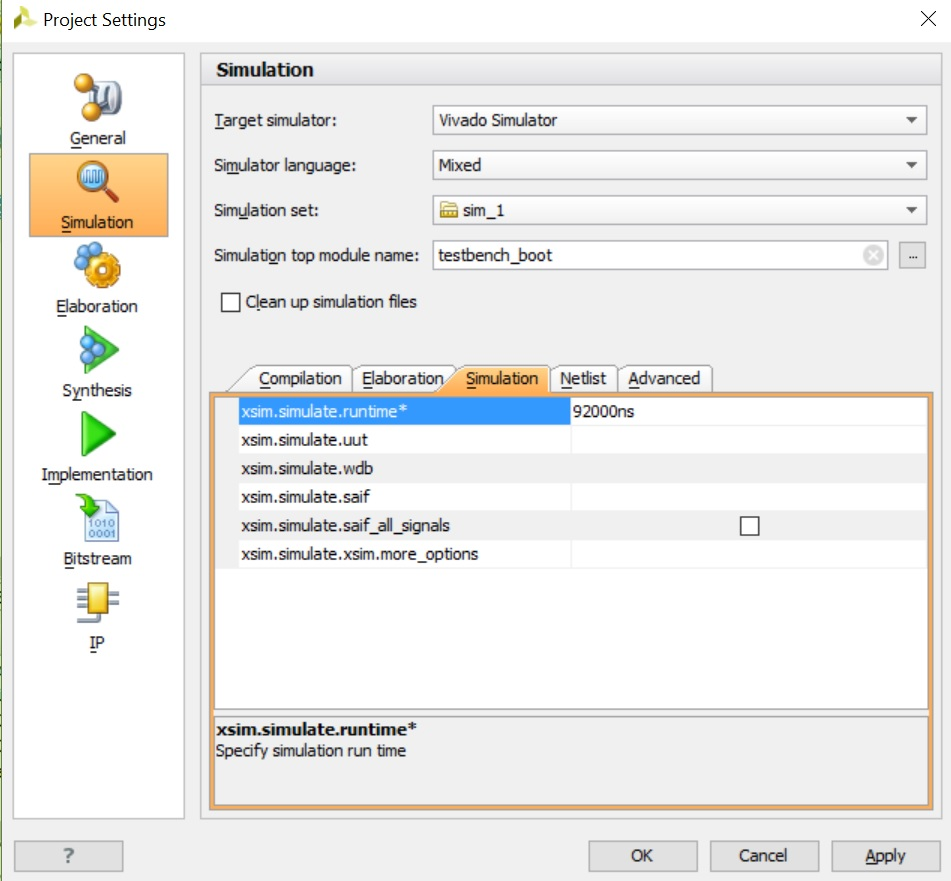 Project Settings
General
Simulation
Elaboration
Synthesis
Implementation
1010
0001
Bitstream
IP
Simulation
Target simulator: Vivado Simulator
Simulator language: Mixed
Simulation set: sim_1
Simulation top module name: testbench_boot ...
Clean up simulation files
Compilation Elaboration Simulation Netlist Advanced
xsim.simulate.runtime* 92000ns
xsim.simulate.uut
xsim.simulate.wdb
xsim.simulate.saif
xsim.simulate.saif_all_signals
xsim.simulate.xsim.more_options
xsim.simulate.runtime*
Specify simulation run time
? OK Cancel Apply